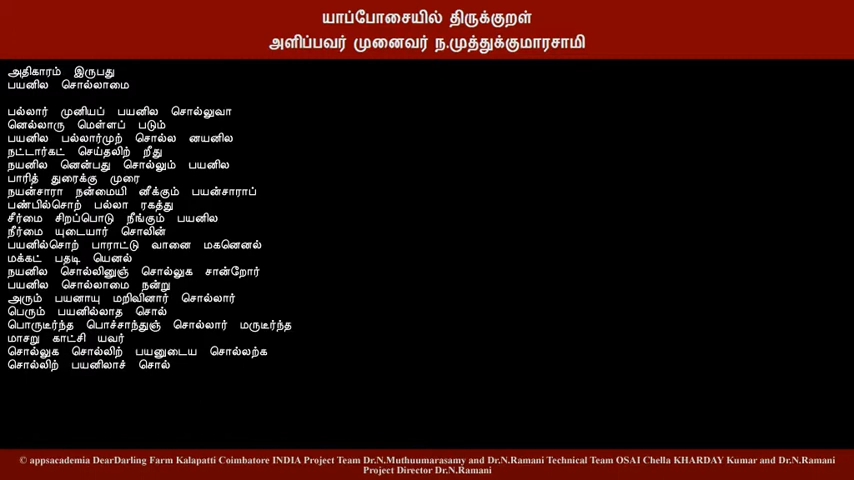 யாப்போசையில் திருக்குறள்
அளிப்பவர் முனைவர் ந.முத்துக்குமாரசாமி
அதிகாரம் இருபது
பயனில சொல்லாமை
பல்லார் முனியப் பயனில சொல்லுவா
னெல்லாரு மெள்ளப் படும்
பயனில பல்லார்முற் சொல்ல னயனில
நட்டார்கட் செய்தலிற் றீது
நயனில னென்பது சொல்லும் பயனில
பாரித் துரைக்கு முரை
நயன்சாரா நன்மையி னீக்கும் பயன்சாராப்
பண்பில்சொற் பல்லா ரகத்து
சீர்மை சிறப்பொடு நீங்கும் பயனில
நீர்மை யுடையார் சொலின்
பயனில்சொற் பாராட்டு வானை மகனெனல்
மக்கட் பதடி யெனல்
நயனில சொல்லினுஞ் சொல்லுக சான்றோர்
பயனில சொல்லாமை நன்று
அரும் பயனாயு மறிவினார் சொல்லார்
பெரும் பயனில்லாத சொல்
பொருடீர்ந்த பொச்சாந்துஞ் சொல்லார் மருடீர்ந்த
மாசறு காட்சி யவர்
சொல்லுக சொல்லிற் பயனுடைய சொல்லற்க
சொல்லிற் பயனிலாச் சொல்
© appsacademia DearDarling Farm Kalapatti Coimbatore INDIA Project Team Dr.N.Muthuumarasamy and Dr.N.Ramani Technical Team OSAI Chella KHARDAY Kumar and Dr.N.Ramani
Project Director Dr.N.Ramani